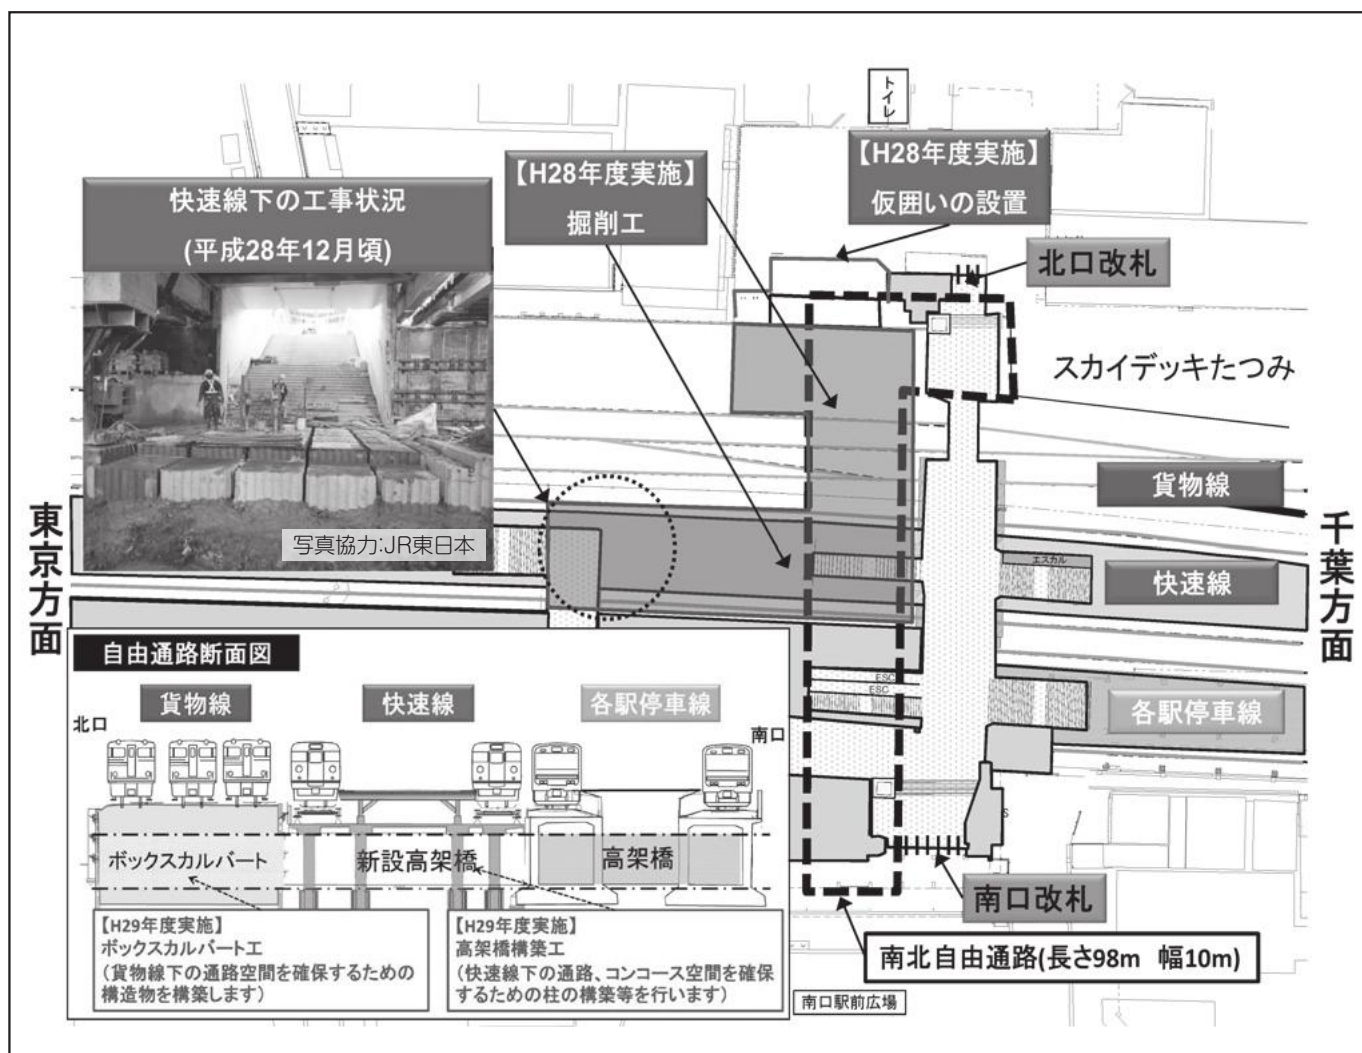 トイレ
【H28年度実施】
掘削工
【H28年度実施】
仮囲いの設置
快速線下の工事状況
(平成28年12月頃)
写真協力:JR東日本
北口改札
スカイデッキたつみ
貨物線
東京方面
千葉方面
エスカル
快速線
ESC
ESC
各駅停車線
自由通路断面図
貨物線
快速線
各駅停車線
北口
南口
ボックスカルバート
新設高架橋
高架橋
【H29年度実施】
ボックスカルバート工
(貨物線下の通路空間を確保するための
構造物を構築します)
【H29年度実施】
高架橋構築工
(快速線下の通路、コンコース空間を確保
するための柱の構築等を行います)
南口改札
南北自由通路(長さ98m 幅10m)
南口駅前広場